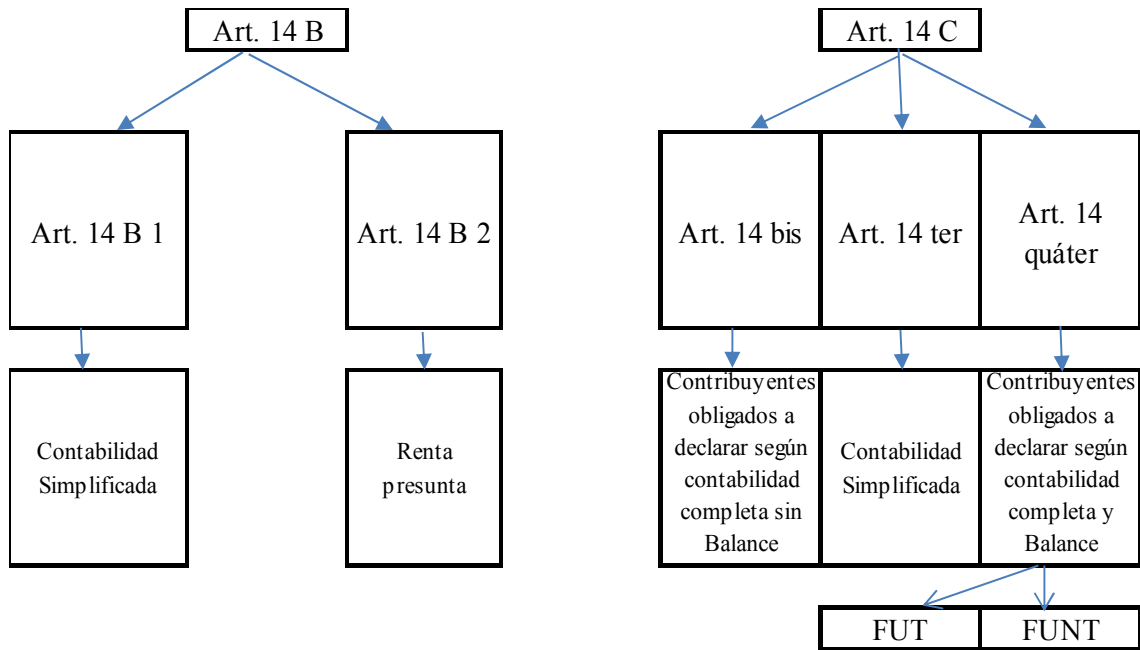 Art. 14 B
Art. 14 C
Art. 14 B 1
Art. 14 B 2
Art. 14 bis
Art. 14 ter
Art. 14
quáter
Contabilidad
Simplificada
Renta
presunta
Contribuyentes
obligados a
declarar según
contabilidad
completa sin
Balance
Contabilidad
Simplificada
Contribuyentes
obligados a
declarar según
contabilidad
completa y
Balance
FUT
FUNT